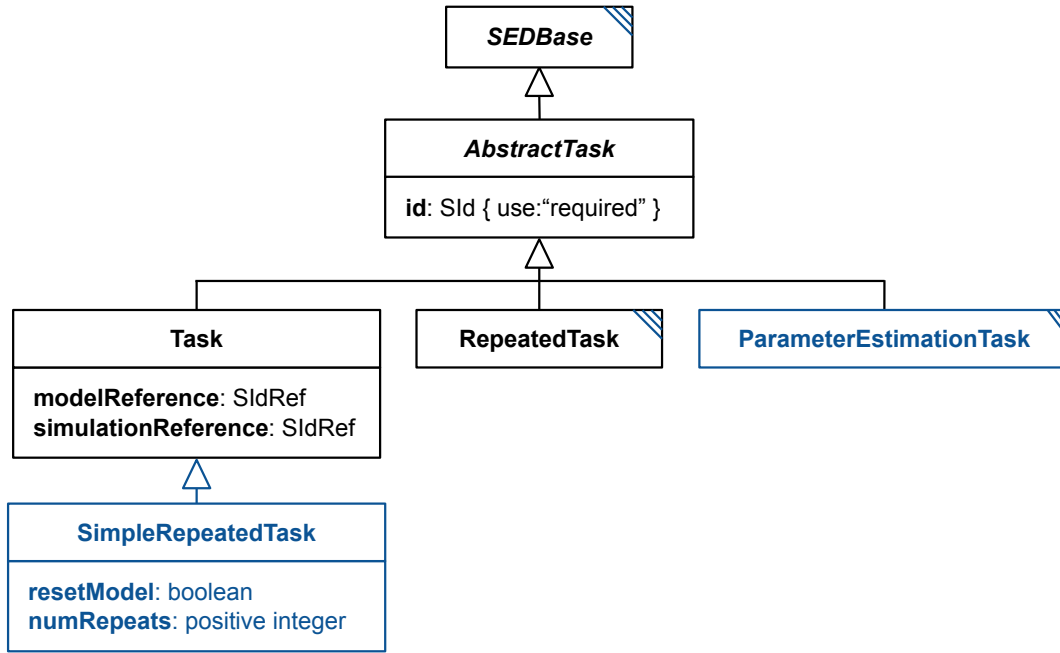 SEDBase
AbstractTask
id: SId { use:“required” }
Task
RepeatedTask
ParameterEstimationTask
modelReference: SIdRef
simulationReference: SIdRef
SimpleRepeatedTask
resetModel: boolean
numRepeats: positive integer